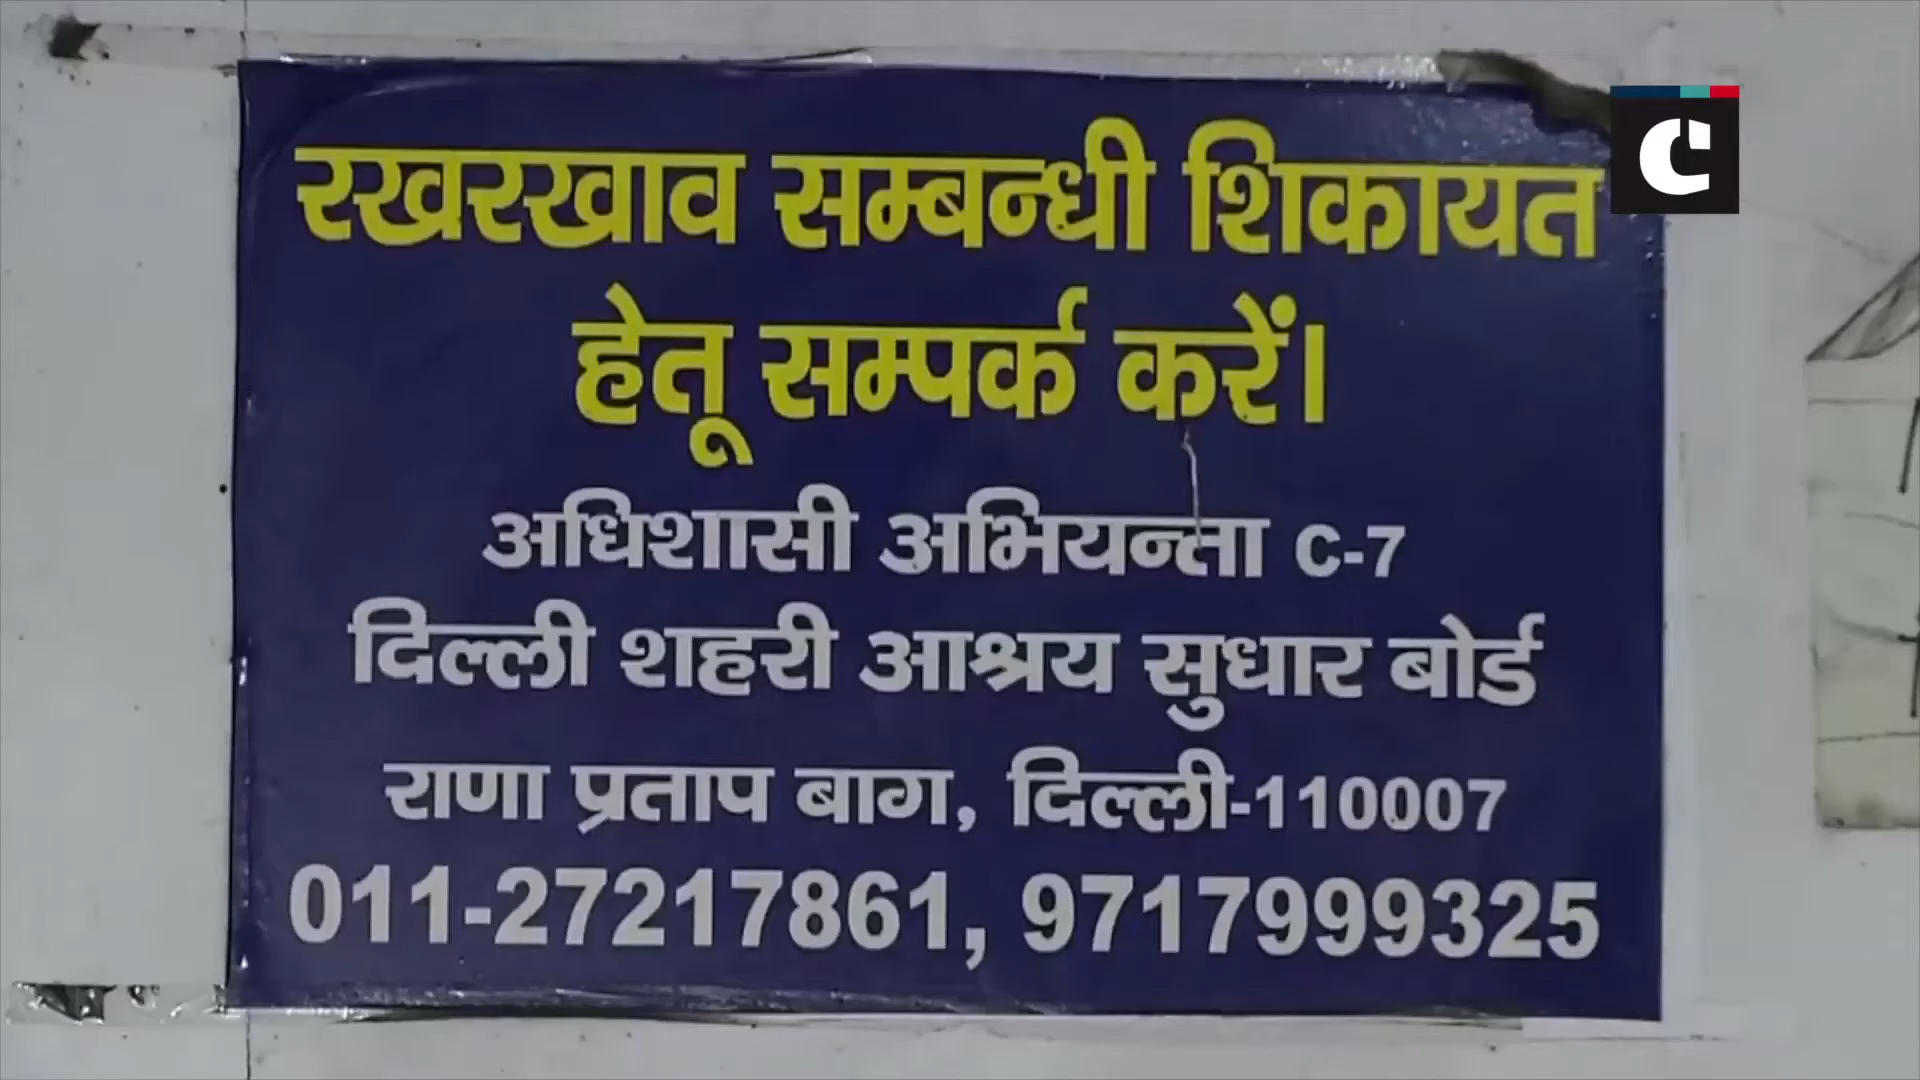 रखरखाव सम्बन्धी शिकायत
हेतू सम्पर्क करें।
अधिशासी अभियन्ता C-7
दिल्ली शहरी आश्रय सुधार बोर्ड
राणा प्रताप बाग, दिल्ली-110007
011-27217861, 9717999325